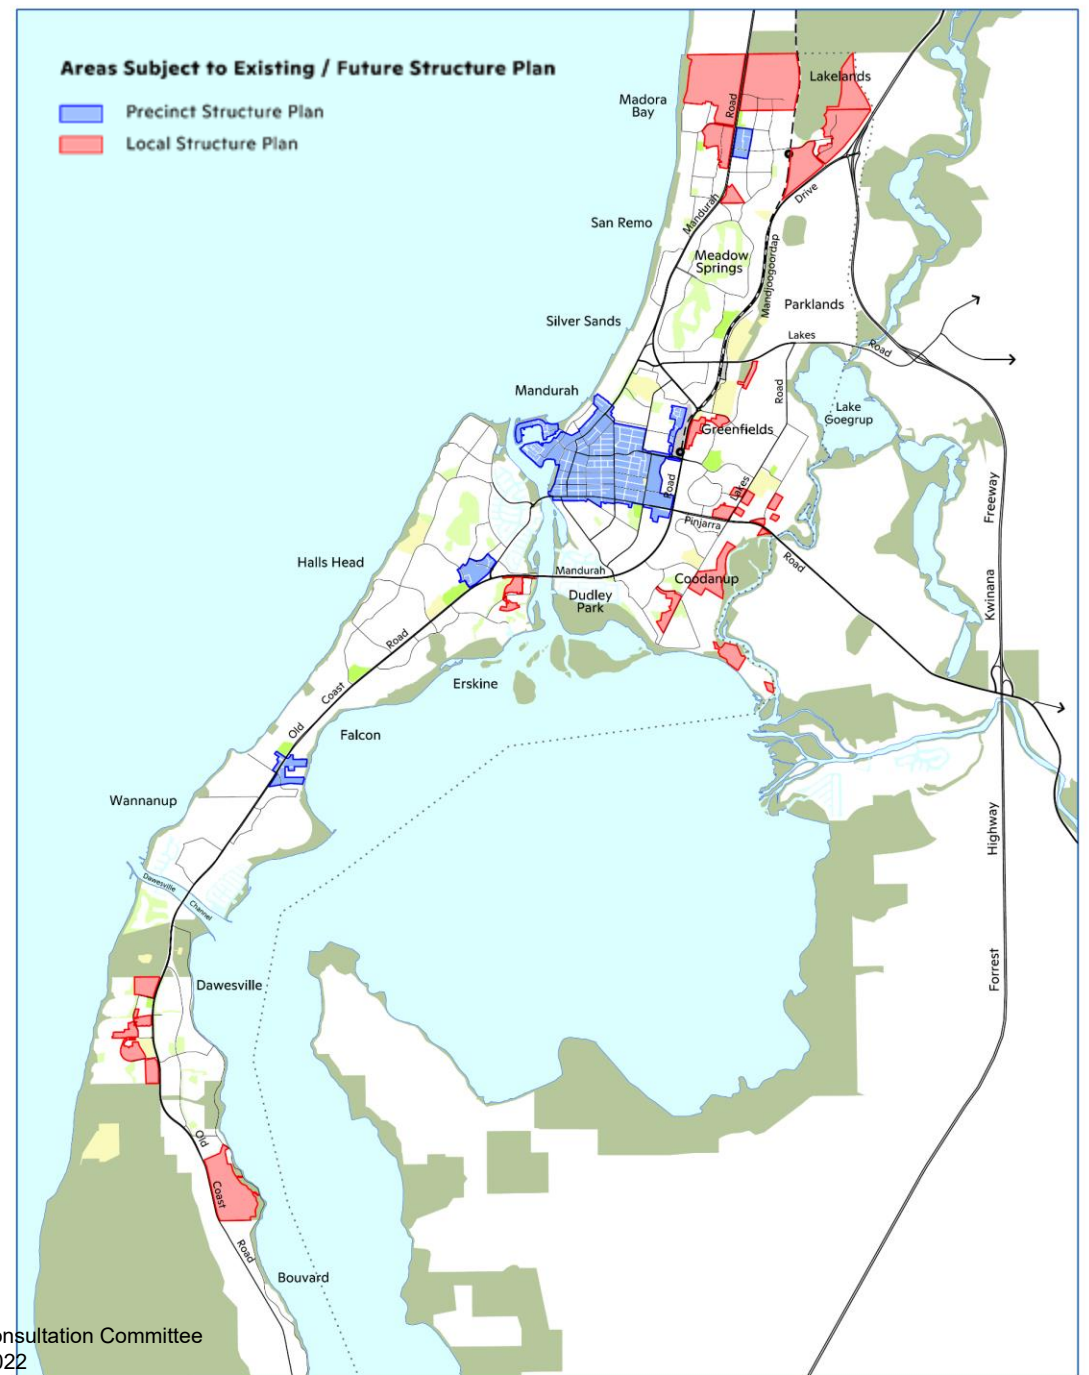 Areas Subject to Existing / Future Structure Plan
Precinct Structure Plan
Local Structure Plan
Lakelands
Madora
Bay
Road
Mandurah
Drive
San Remo
Meadow
Springs
Mandjoogoordap
Parklands
Silver Sands
Lakes
Road
Mandurah
Road
Lake
Goegrup
Greenfields
Road
Lakes
Freeway
Pinjarra
Road
Halls Head
Mandurah
Coodanup
Dudley
Park
Kwinana
Road
Coast
Old
Erskine
Falcon
Wannanup
Highway
Dawesville
Channel
Forrest
Dawesville
Old
Coast
Road
Bouvard
onsultation Committee
022